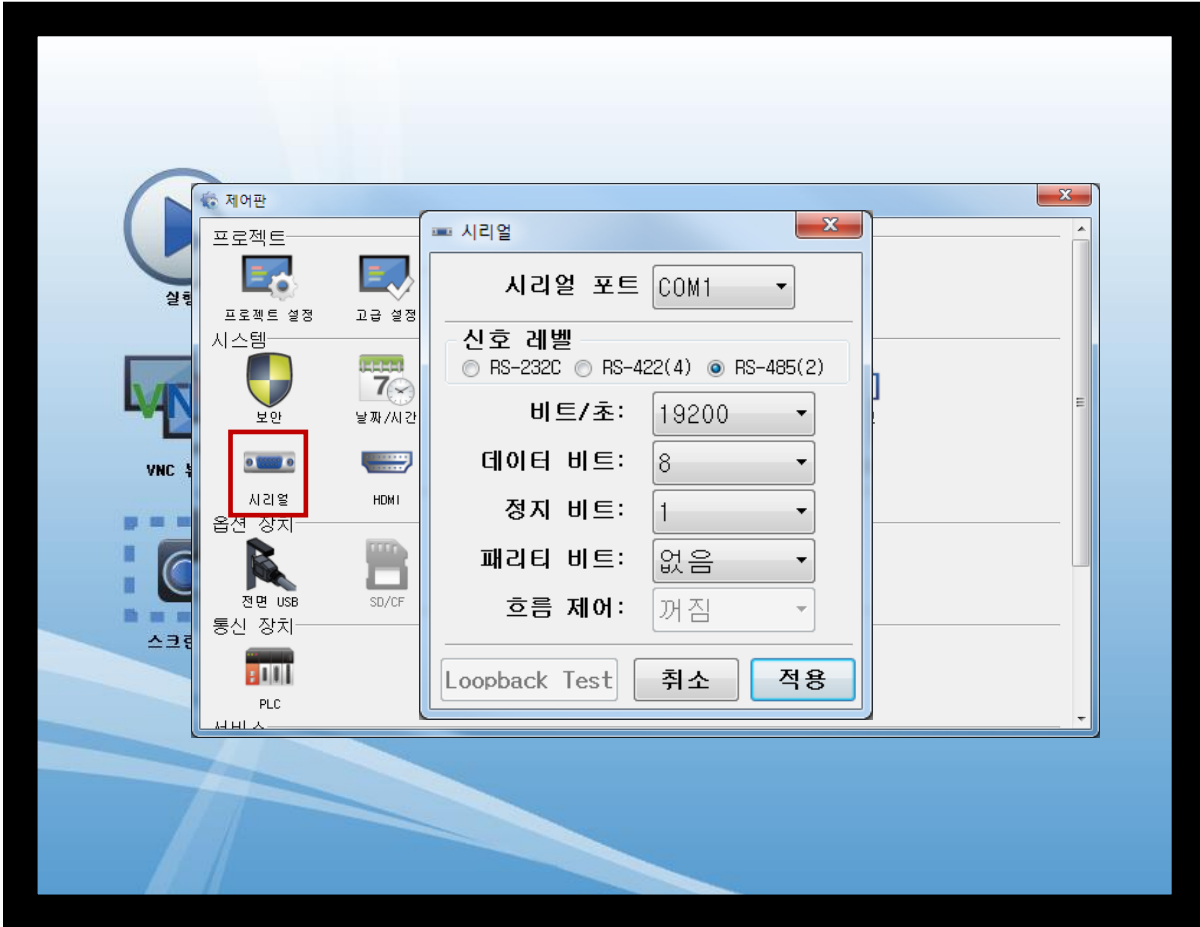 제어판
프로젝트
프로젝트 설정
고급 설정
시스템
보안
7
날짜/시간
시리얼
HDMI
옵션 장치
전면 USB
SD/CF
통신 장치
PLC
서비스
VN
VNC
시리얼
시리얼 포트 COM1
신호 레벨
RS-232C RS-422(4) RS-485(2)
비트/초: 19200
데이터 비트: 8
정지 비트: 1
패리티 비트: 없음
흐름 제어: 꺼짐
Loopback Test 취소 적용